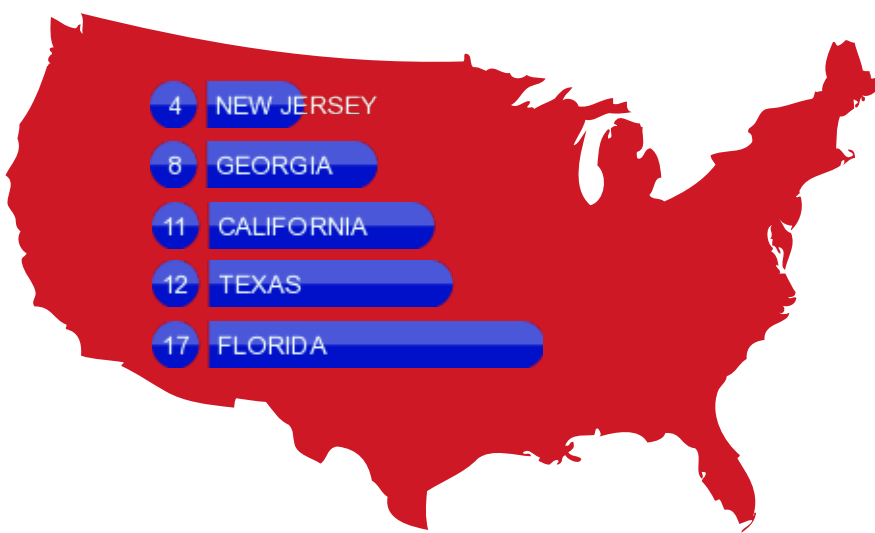 4 NEW JERSEY
8 GEORGIA
11 CALIFORNIA
12 TEXAS
17 FLORIDA